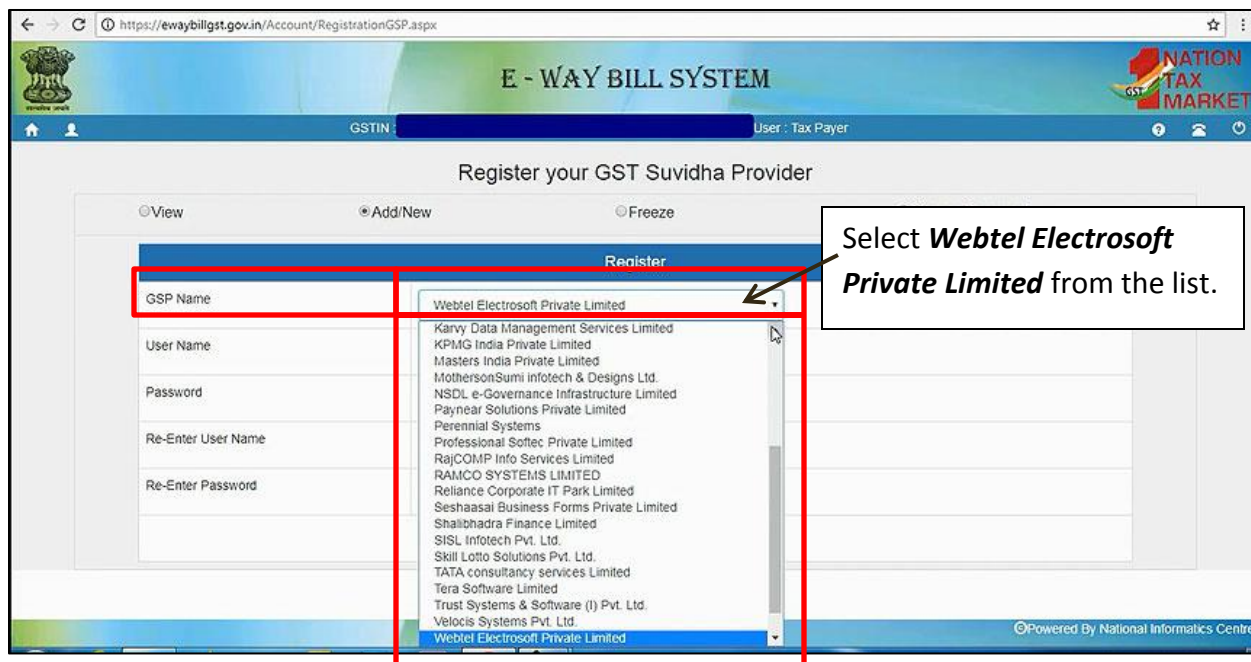 https://ewaybillgst.gov.in/Account/RegistrationGSP.aspx
E - WAY BILL SYSTEM
NATION
TAX
MARKET
GST
सत्यमेव जयते
GSTIN :
User : Tax Payer
Register your GST Suvidha Provider
View
Add/New
Freeze
Select Webtel Electrosoft
Private Limited from the list.
Register
GSP Name
Webtel Electrosoft Private Limited
Karvy Data Management Services Limited
KPMG India Private Limited
User Name
Masters India Private Limited
MothersonSumi infotech & Designs Ltd.
Password
NSDL e-Governance Infrastructure Limited
Paynear Solutions Private Limited
Perennial Systems
Re-Enter User Name
Professional Softec Private Limited
RajCOMP Info Services Limited
RAMCO SYSTEMS LIMITED
Re-Enter Password
Reliance Corporate IT Park Limited
Seshaasai Business Forms Private Limited
Shalibhadra Finance Limited
SISL Infotech Pvt. Ltd.
Skill Lotto Solutions Pvt. Ltd.
TATA consultancy services Limited
Tera Software Limited
Trust Systems & Software (I) Pvt. Ltd.
Velocis Systems Pvt. Ltd.
Webtel Electrosoft Private Limited
©Powered By National Informatics Centre